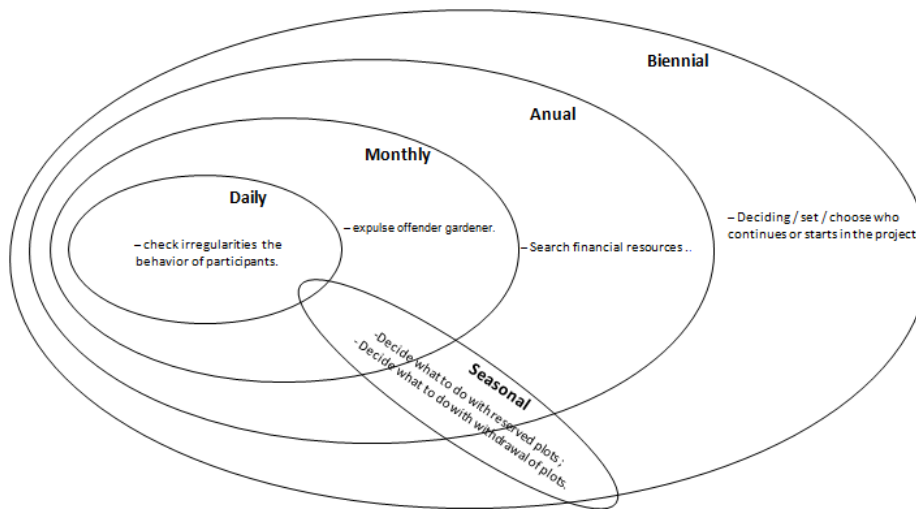 Biennial
Anual
Monthly
Daily
– check irregularities the
behavior of participants.
– expulse offender gardener.
– Search financial resources ..
– Deciding / set / choose who
continues or starts in the project
Seasonal
-Decide what to do with reserved plots ;
- Decide what to do with withdrawal of plots.